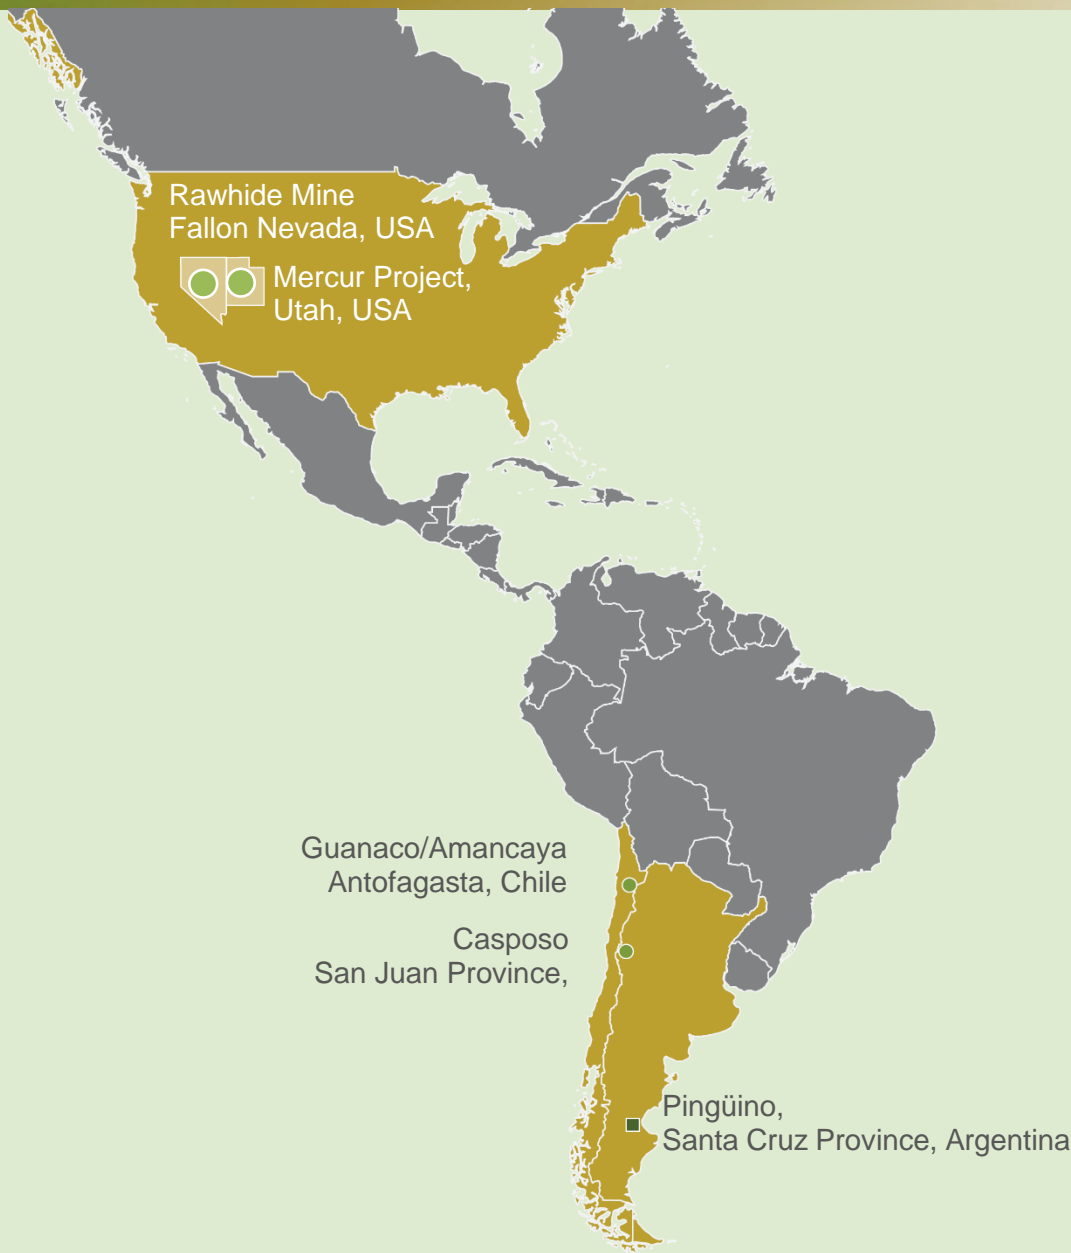 Rawhide Mine
Fallon Nevada, USA
Mercur Project,
Utah, USA
Guanaco/Amancaya
Antofagasta, Chile
Casposo
San Juan Province,
Pingüino,
Santa Cruz Province, Argentina